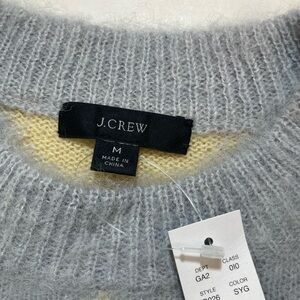 J.CREW
M
MADE IN
CHINA
DEPT CLASS
GA2 010
STYLE COLOR
SYG